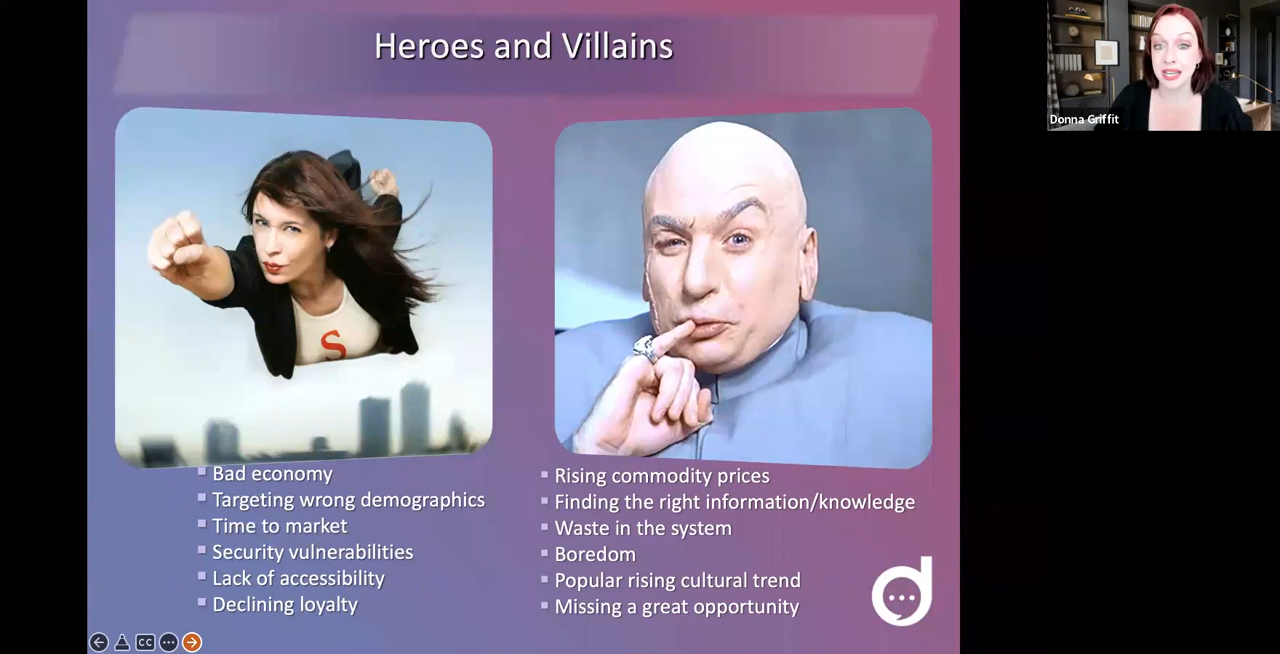 Heroes and Villains
Donna Griffit
S
Bad economy
Targeting wrong demographics
Time to market
Security vulnerabilities
Lack of accessibility
Declining loyalty
Rising commodity prices
Finding the right information/knowledge
Waste in the system
Boredom
Popular rising cultural trend
Missing a great opportunity
CC